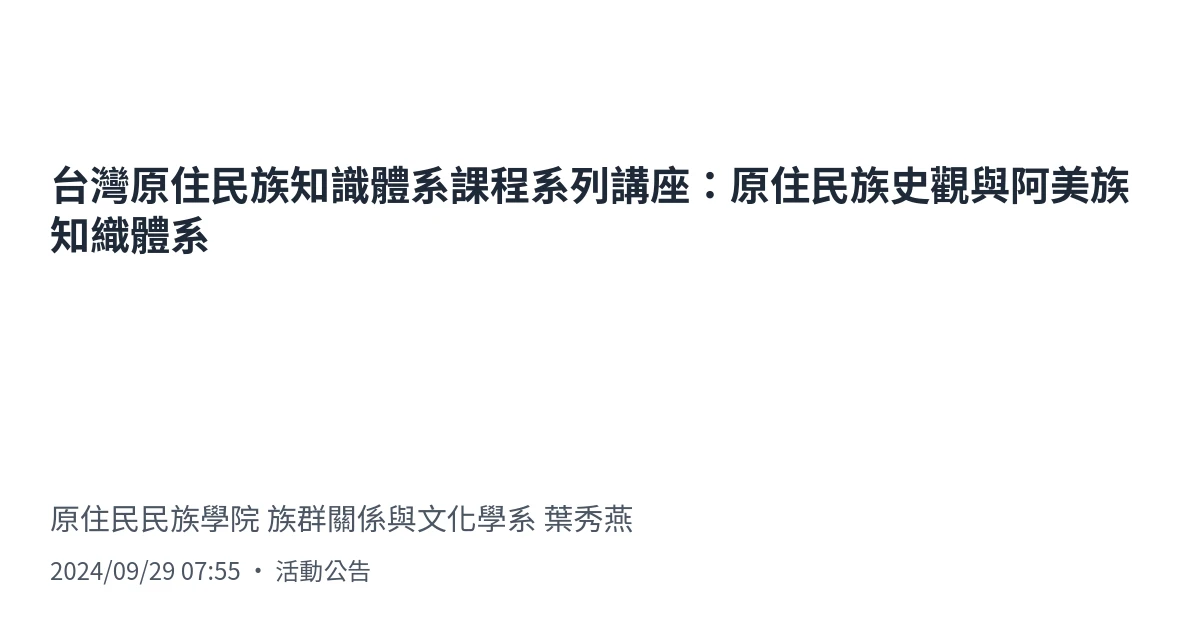 台灣原住民族知識體系課程系列講座：原住民族史觀與阿美族
知織體系
原住民民族學院 族群關係與文化學系 葉秀燕
2024/09/29 07:55 ・ 活動公告